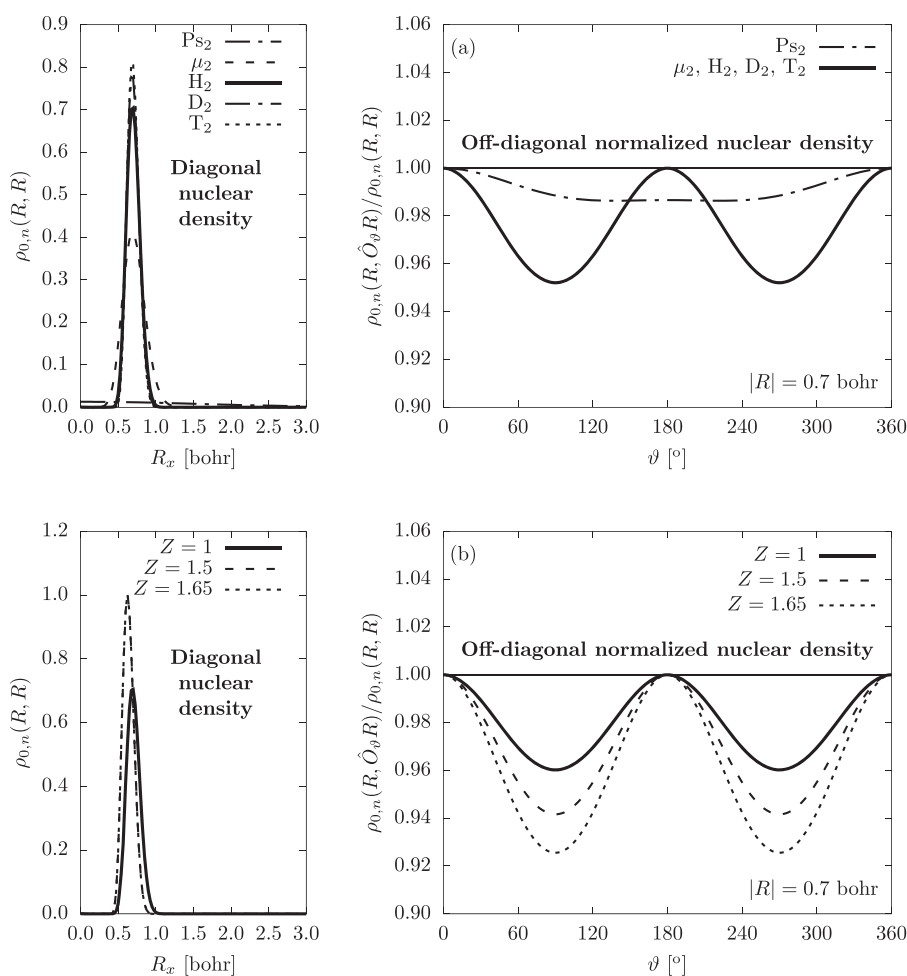 0.9
0.8
0.7
0.6
0.5
0.4
0.3
0.2
0.1
0.0
0.0 0.5 1.0 1.5 2.0 2.5 3.0
ρ₀,ₙ(R, R)
Rₓ [bohr]
Ps₂
μ₂
H₂
D₂
T₂
Diagonal
nuclear
density
(a)
1.06
1.04
1.02
1.00
0.98
0.96
0.94
0.92
0.90
0 60 120 180 240 300 360
ρ₀,ₙ(R, Ô_ϑR)/ρ₀,ₙ(R, R)
ϑ [°]
Ps₂
μ₂, H₂, D₂, T₂
Off-diagonal normalized nuclear density
|R| = 0.7 bohr
1.2
1.0
0.8
0.6
0.4
0.2
0.0
0.0 0.5 1.0 1.5 2.0 2.5 3.0
ρ₀,ₙ(R, R)
Rₓ [bohr]
Z = 1
Z = 1.5
Z = 1.65
Diagonal
nuclear
density
(b)
1.06
1.04
1.02
1.00
0.98
0.96
0.94
0.92
0.90
0 60 120 180 240 300 360
ρ₀,ₙ(R, Ô_ϑR)/ρ₀,ₙ(R, R)
ϑ [°]
Z = 1
Z = 1.5
Z = 1.65
Off-diagonal normalized nuclear density
|R| = 0.7 bohr